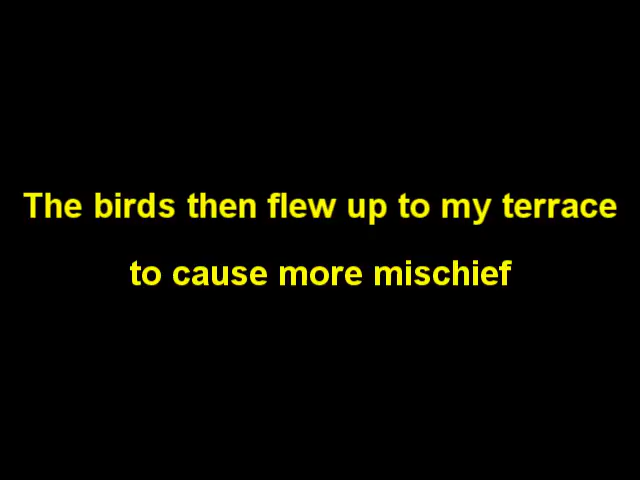 The birds then flew up to my terrace
to cause more mischief